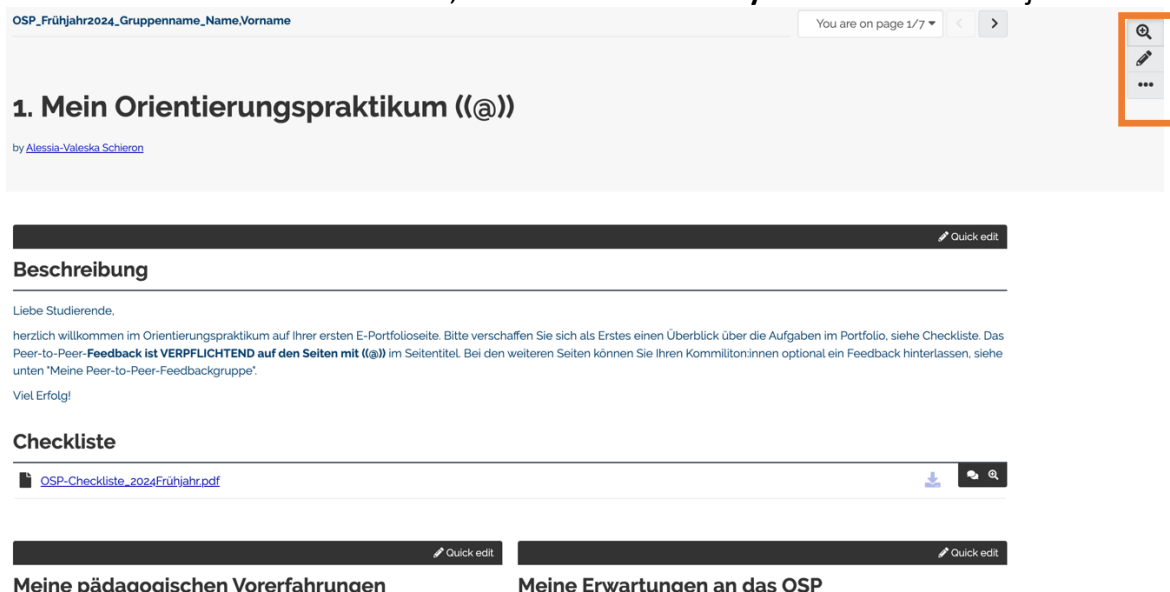 OSP_Frühjahr2024_Gruppenname_Name,Vorname
You are on page 1/7
1. Mein Orientierungspraktikum ((@))
by Alessia-Valeska Schieron
Quick edit
Beschreibung
Liebe Studierende,
herzlich willkommen im Orientierungspraktikum auf Ihrer ersten E-Portfolioseite. Bitte verschaffen Sie sich als Erstes einen Überblick über die Aufgaben im Portfolio, siehe Checkliste. Das
Peer-to-Peer-Feedback ist VERPFLICHTEND auf den Seiten mit ((@)) im Seitentitel. Bei den weiteren Seiten können Sie Ihren Kommiliton:innen optional ein Feedback hinterlassen, siehe
unten "Meine Peer-to-Peer-Feedbackgruppe".
Viel Erfolg!
Checkliste
OSP-Checkliste_2024Frühjahr.pdf
Quick edit
Meine pädagogischen Vorerfahrungen
Quick edit
Meine Erwartungen an das OSP